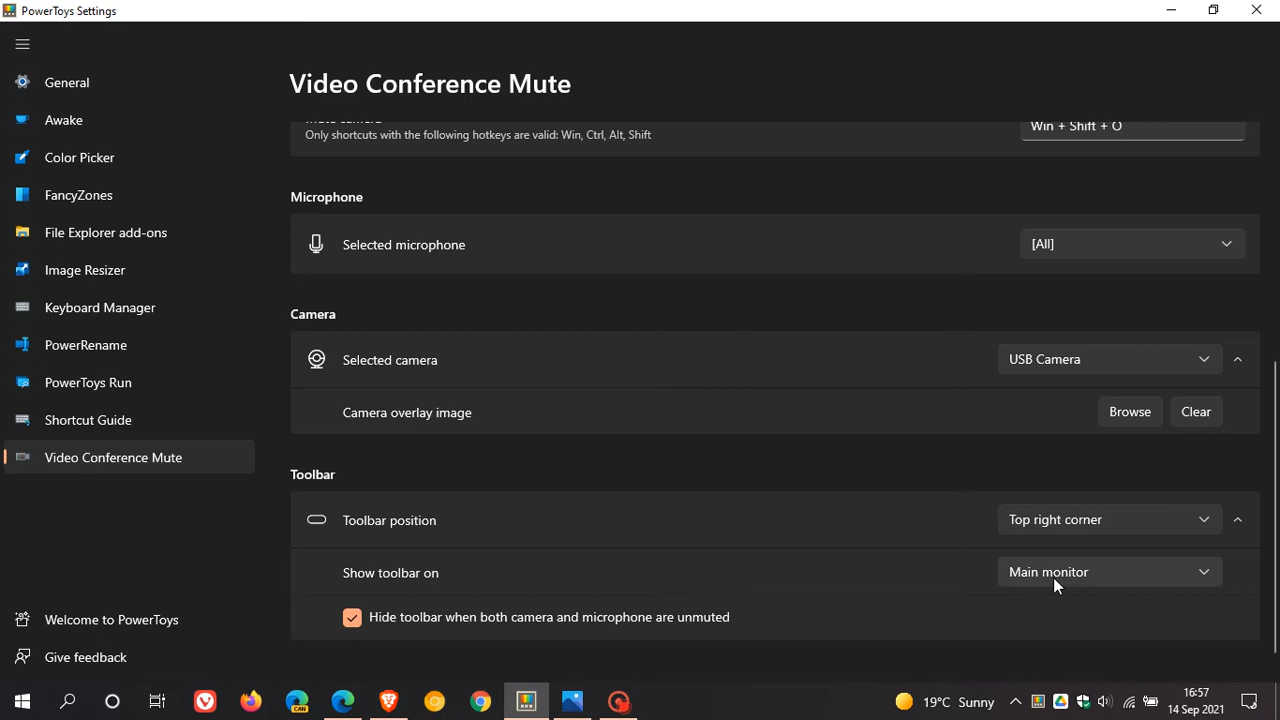 PowerToys Settings
General
Awake
Color Picker
FancyZones
File Explorer add-ons
Image Resizer
Keyboard Manager
PowerRename
PowerToys Run
Shortcut Guide
Video Conference Mute
Welcome to PowerToys
Give feedback
Video Conference Mute
Mute camera
Only shortcuts with the following hotkeys are valid: Win, Ctrl, Alt, Shift
Win + Shift + O
Microphone
Selected microphone
[All]
Camera
Selected camera
USB Camera
Camera overlay image
Browse
Clear
Toolbar
Toolbar position
Top right corner
Show toolbar on
Main monitor
Hide toolbar when both camera and microphone are unmuted
CAN
19°C Sunny
16:57
14 Sep 2021